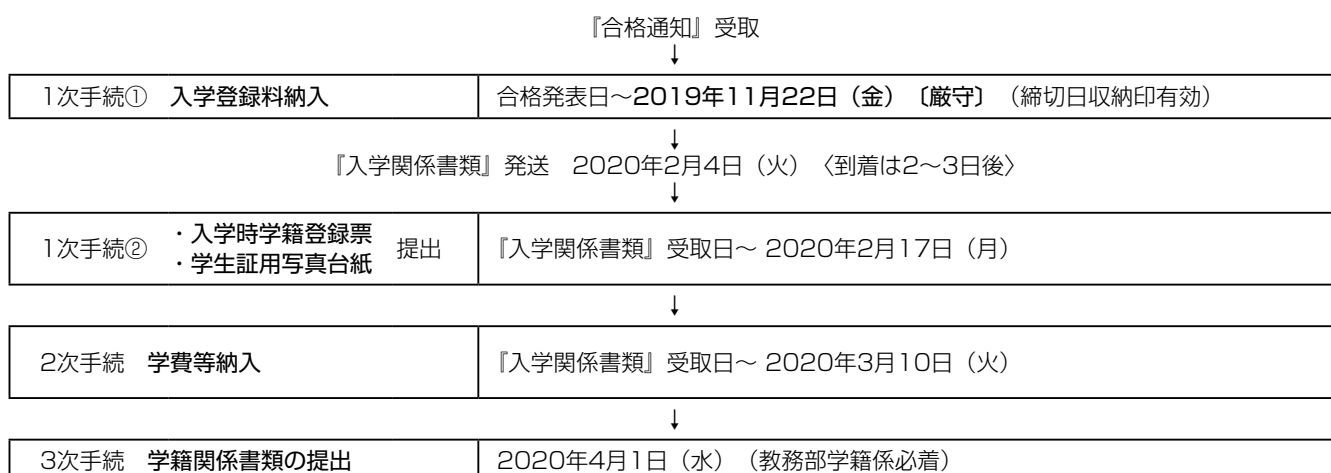 『合格通知』受取
↓
1次手続① 入学登録料納入 合格発表日～2019年11月22日（金）〔厳守〕（締切日収納印有効）
↓
『入学関係書類』発送 2020年2月4日（火）〈到着は2～3日後〉
↓
1次手続② ・入学時学籍登録票 ・学生証用写真台紙 提出 『入学関係書類』受取日～ 2020年2月17日（月）
↓
2次手続 学費等納入 『入学関係書類』受取日～ 2020年3月10日（火）
↓
3次手続 学籍関係書類の提出 2020年4月1日（水）（教務部学籍係必着）